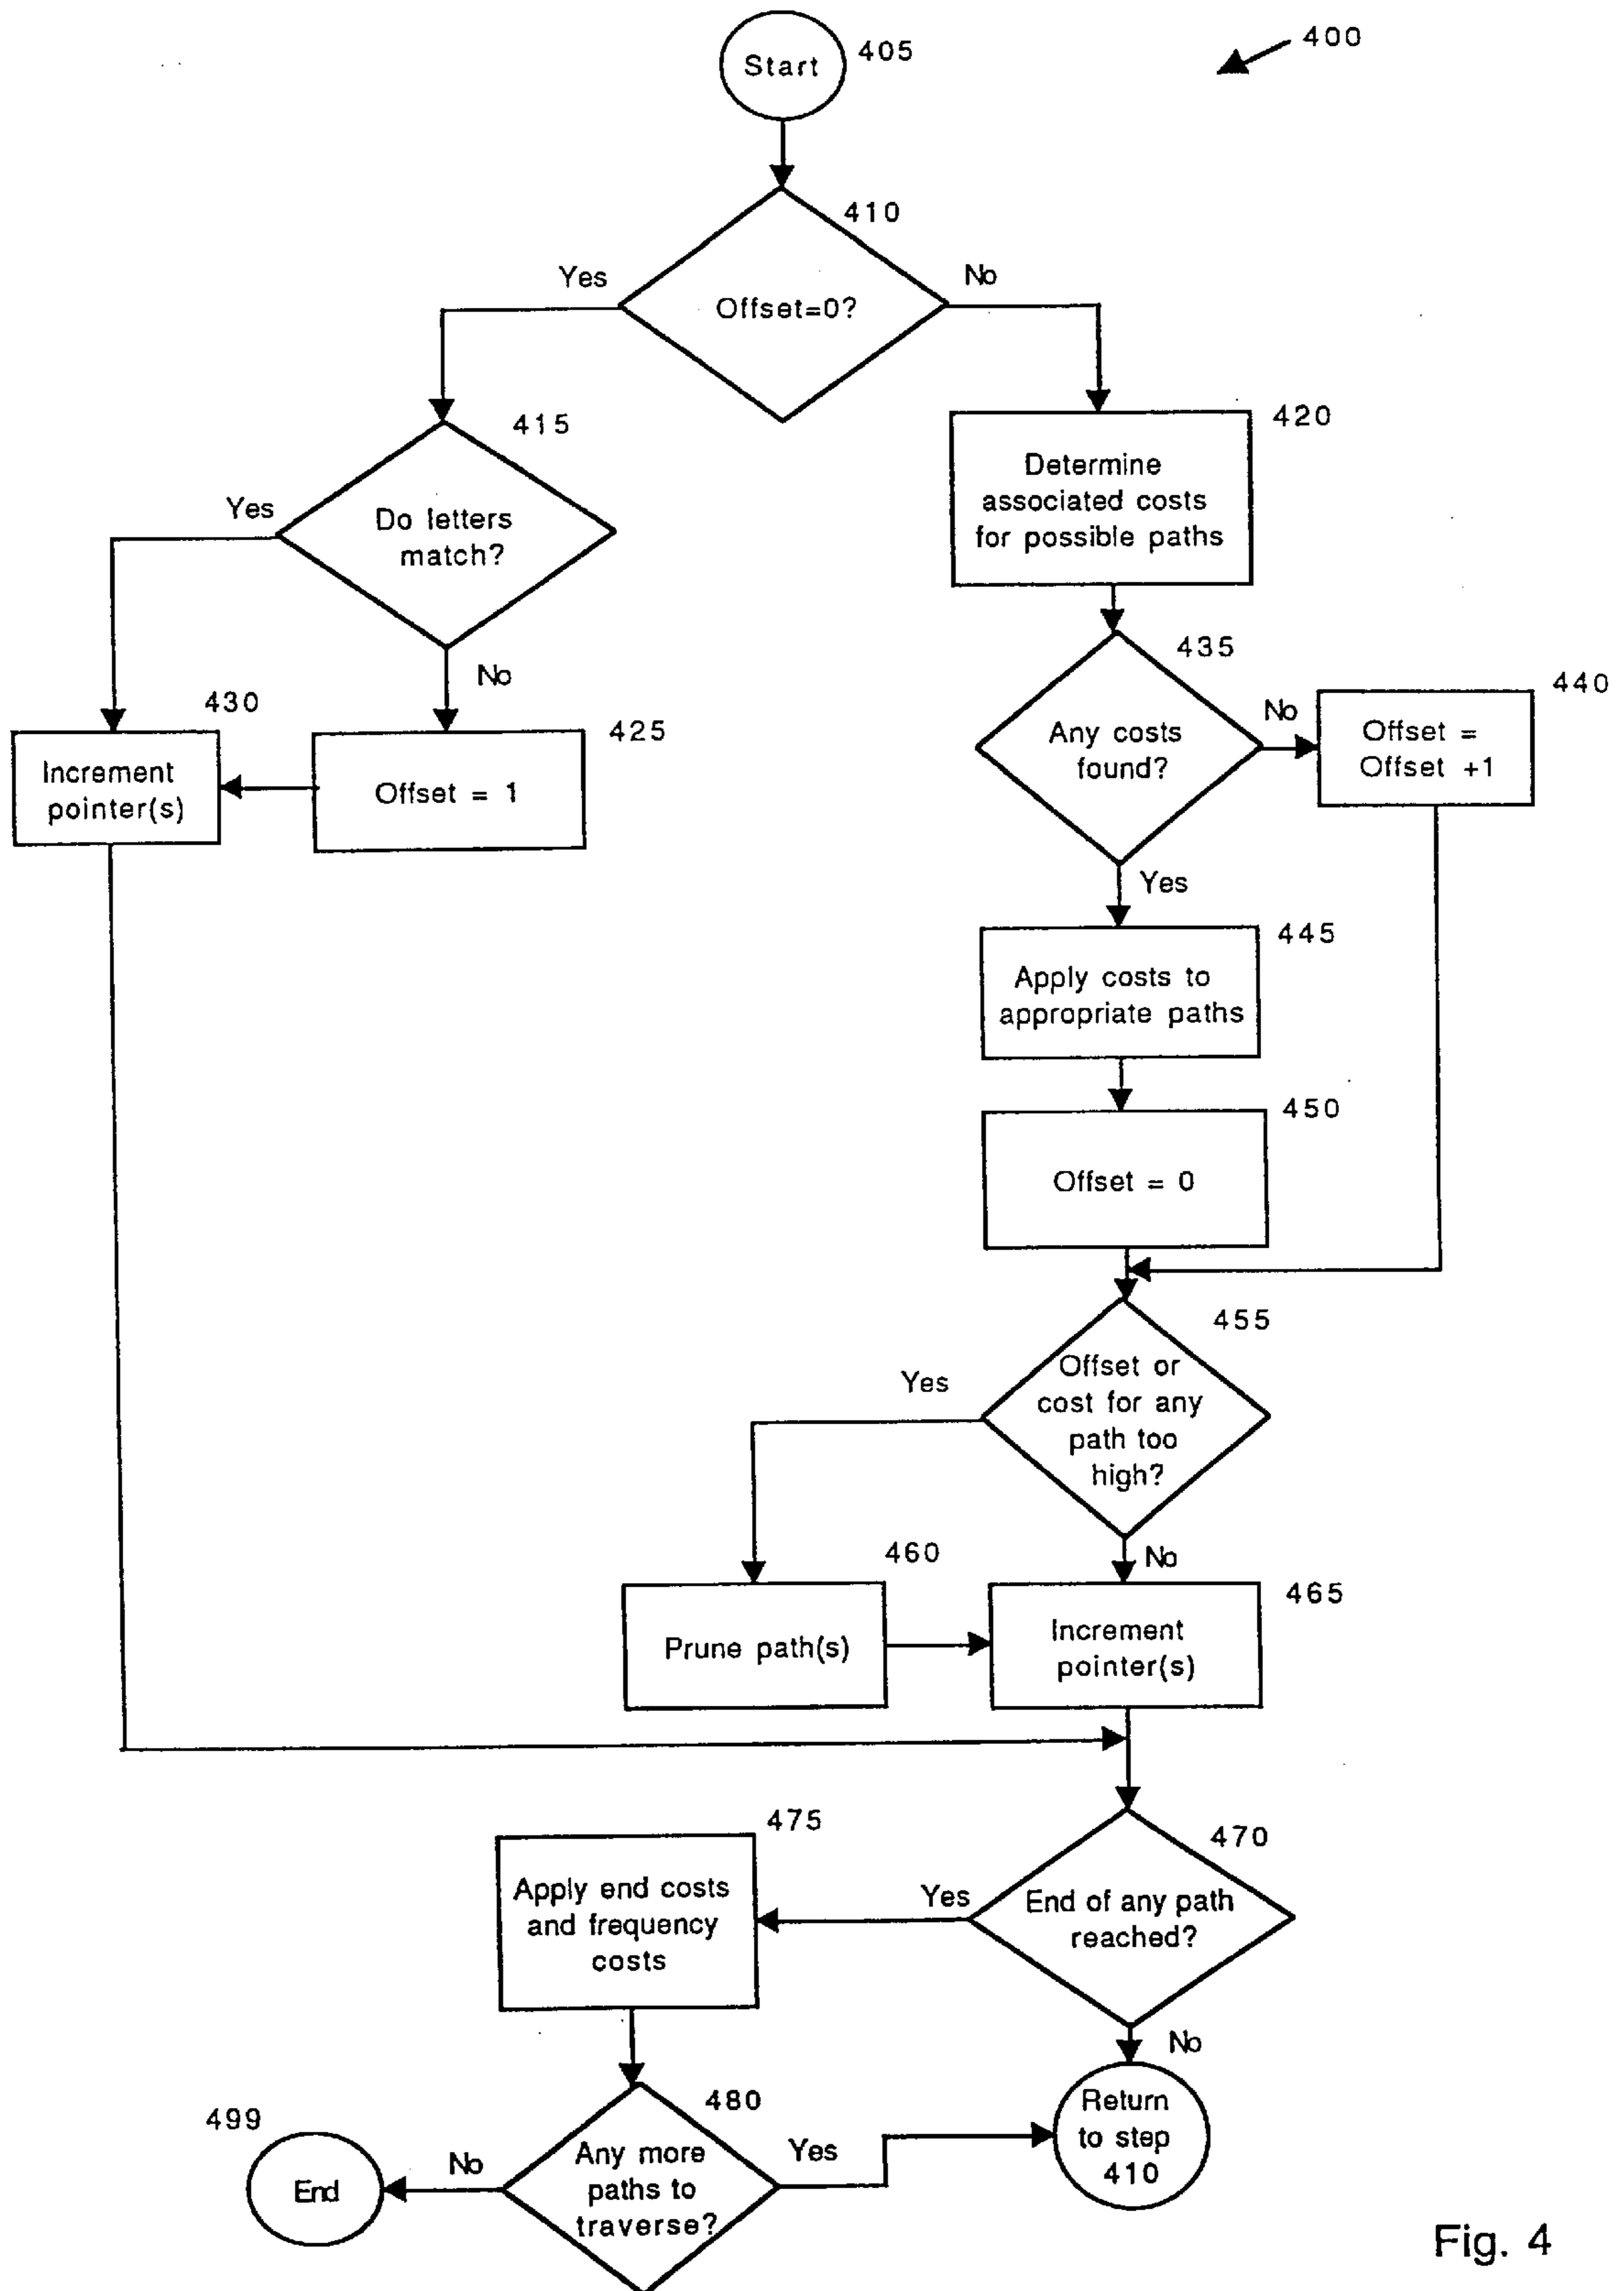 400
Start
405
410
Offset=0?
Yes
No
415
Do letters
match?
Yes
No
420
Determine
associated costs
for possible paths
430
Increment
pointer(s)
425
Offset = 1
435
Any costs
found?
No
Yes
440
Offset =
Offset +1
445
Apply costs to
appropriate paths
450
Offset = 0
455
Offset or
cost for any
path too
high?
Yes
No
460
Prune path(s)
465
Increment
pointer(s)
475
Apply end costs
and frequency
costs
470
End of any path
reached?
Yes
No
480
Any more
paths to
traverse?
No
Yes
499
End
Return
to step
410
Fig. 4